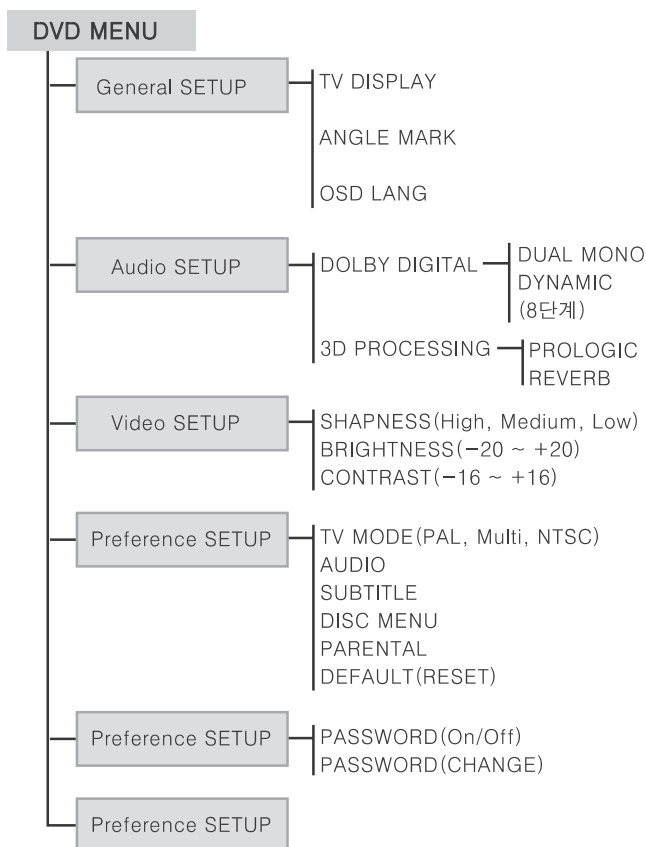 DVD MENU
General SETUP
TV DISPLAY
ANGLE MARK
OSD LANG
Audio SETUP
DOLBY DIGITAL
DUAL MONO
DYNAMIC
(8단계)
3D PROCESSING
PROLOGIC
REVERB
Video SETUP
SHAPNESS(High, Medium, Low)
BRIGHTNESS(-20 ~ +20)
CONTRAST(-16 ~ +16)
Preference SETUP
TV MODE(PAL, Multi, NTSC)
AUDIO
SUBTITLE
DISC MENU
PARENTAL
DEFAULT(RESET)
Preference SETUP
PASSWORD(On/Off)
PASSWORD(CHANGE)
Preference SETUP